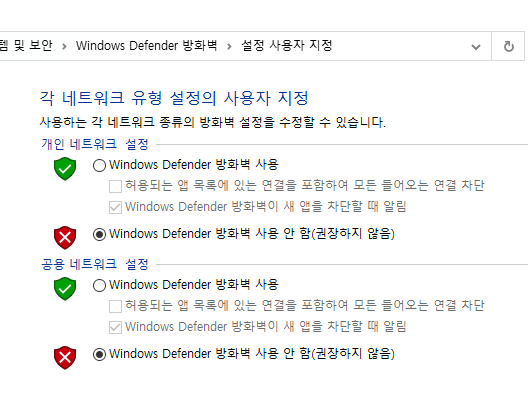 템 및 보안 > Windows Defender 방화벽 > 설정 사용자 지정
각 네트워크 유형 설정의 사용자 지정
사용하는 각 네트워크 종류의 방화벽 설정을 수정할 수 있습니다.
개인 네트워크 설정
Windows Defender 방화벽 사용
허용되는 앱 목록에 있는 연결을 포함하여 모든 들어오는 연결 차단
Windows Defender 방화벽이 새 앱을 차단할 때 알림
Windows Defender 방화벽 사용 안 함(권장하지 않음)
공용 네트워크 설정
Windows Defender 방화벽 사용
허용되는 앱 목록에 있는 연결을 포함하여 모든 들어오는 연결 차단
Windows Defender 방화벽이 새 앱을 차단할 때 알림
Windows Defender 방화벽 사용 안 함(권장하지 않음)